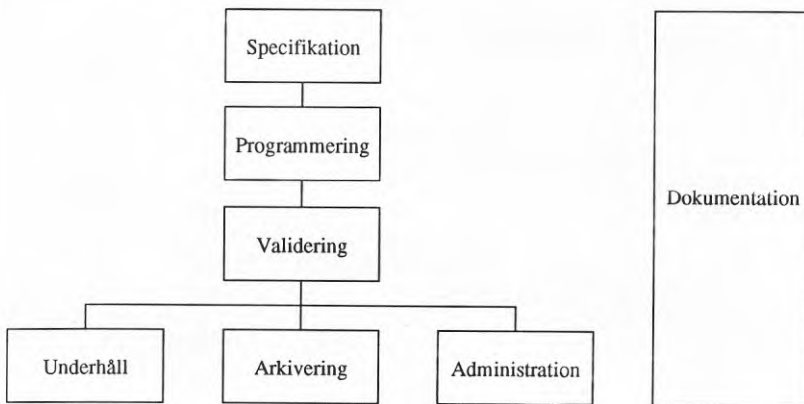 Specifikation
Programmering
Dokumentation
Validering
Underhåll
Arkivering
Administration